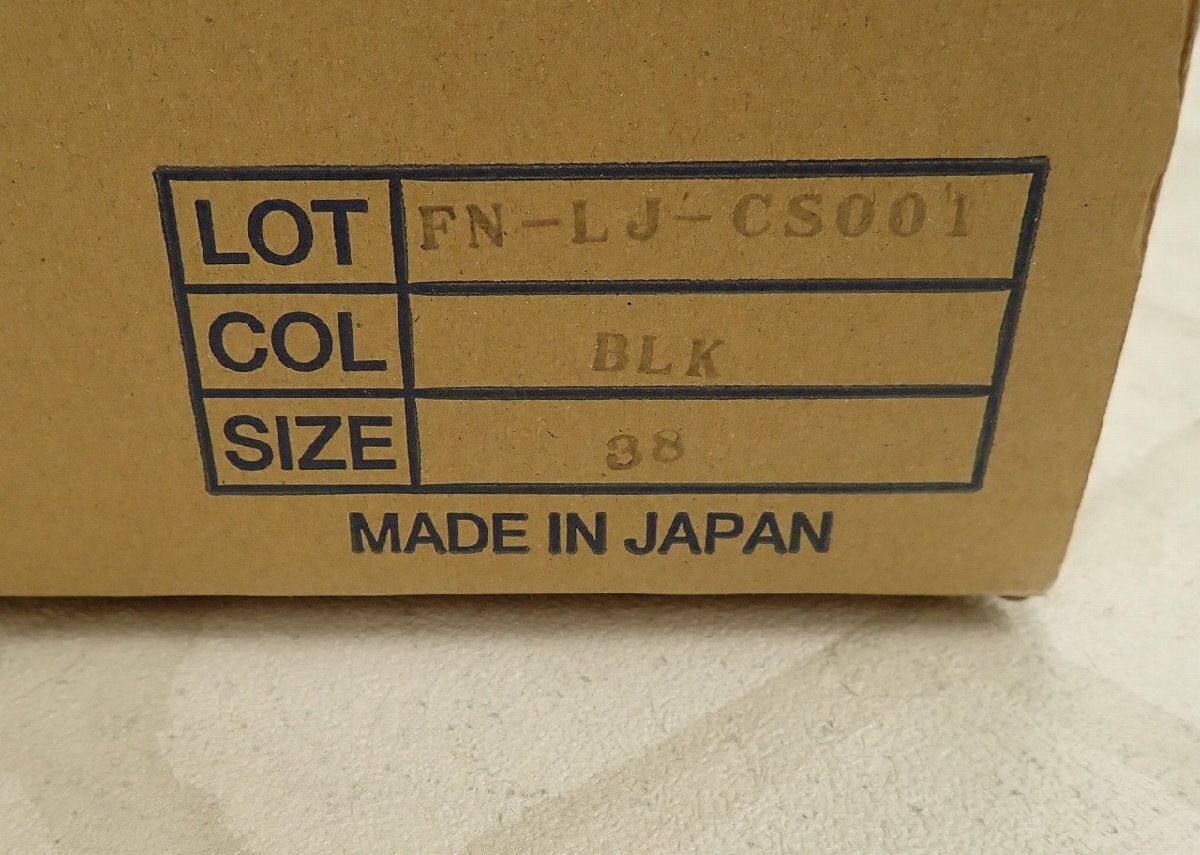 LOT FN-LJ-CS001
COL BLK
SIZE 38
MADE IN JAPAN